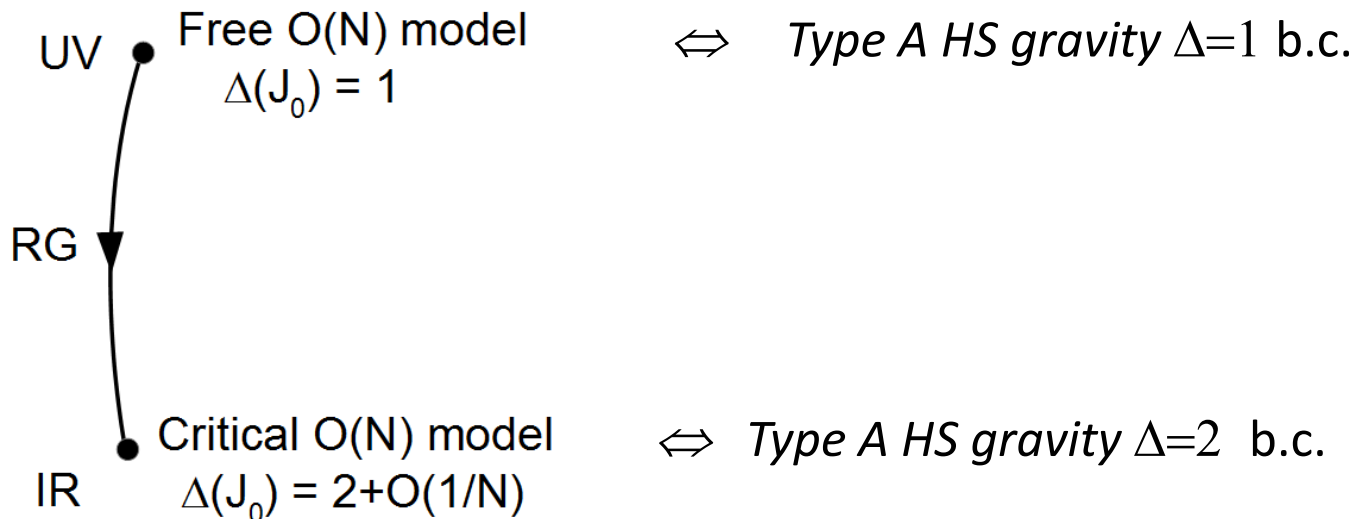 UV Free O(N) model ⇔ Type A HS gravity Δ=1 b.c.
Δ(J₀) = 1
RG
Critical O(N) model ⇔ Type A HS gravity Δ=2 b.c.
IR Δ(J₀) = 2+O(1/N)